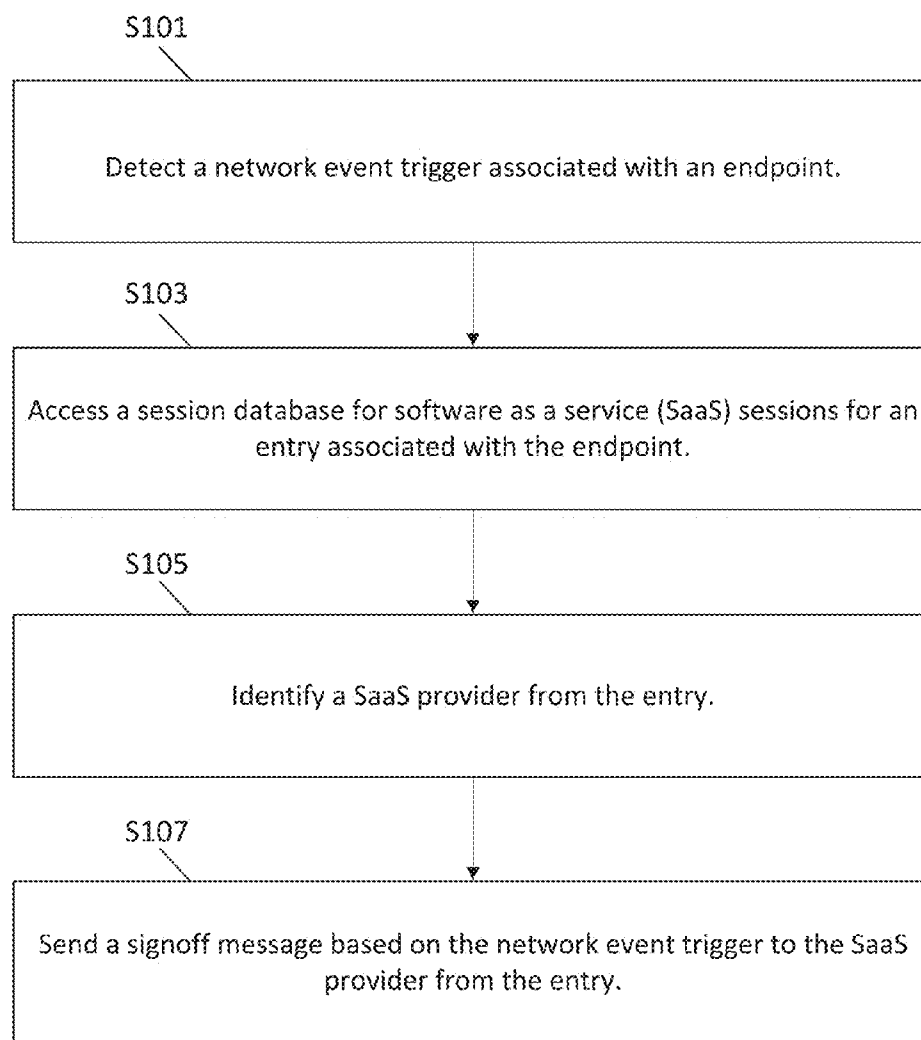 S101
Detect a network event trigger associated with an endpoint.
S103
Access a session database for software as a service (SaaS) sessions for an
entry associated with the endpoint.
S105
Identify a SaaS provider from the entry.
S107
Send a signoff message based on the network event trigger to the SaaS
provider from the entry.